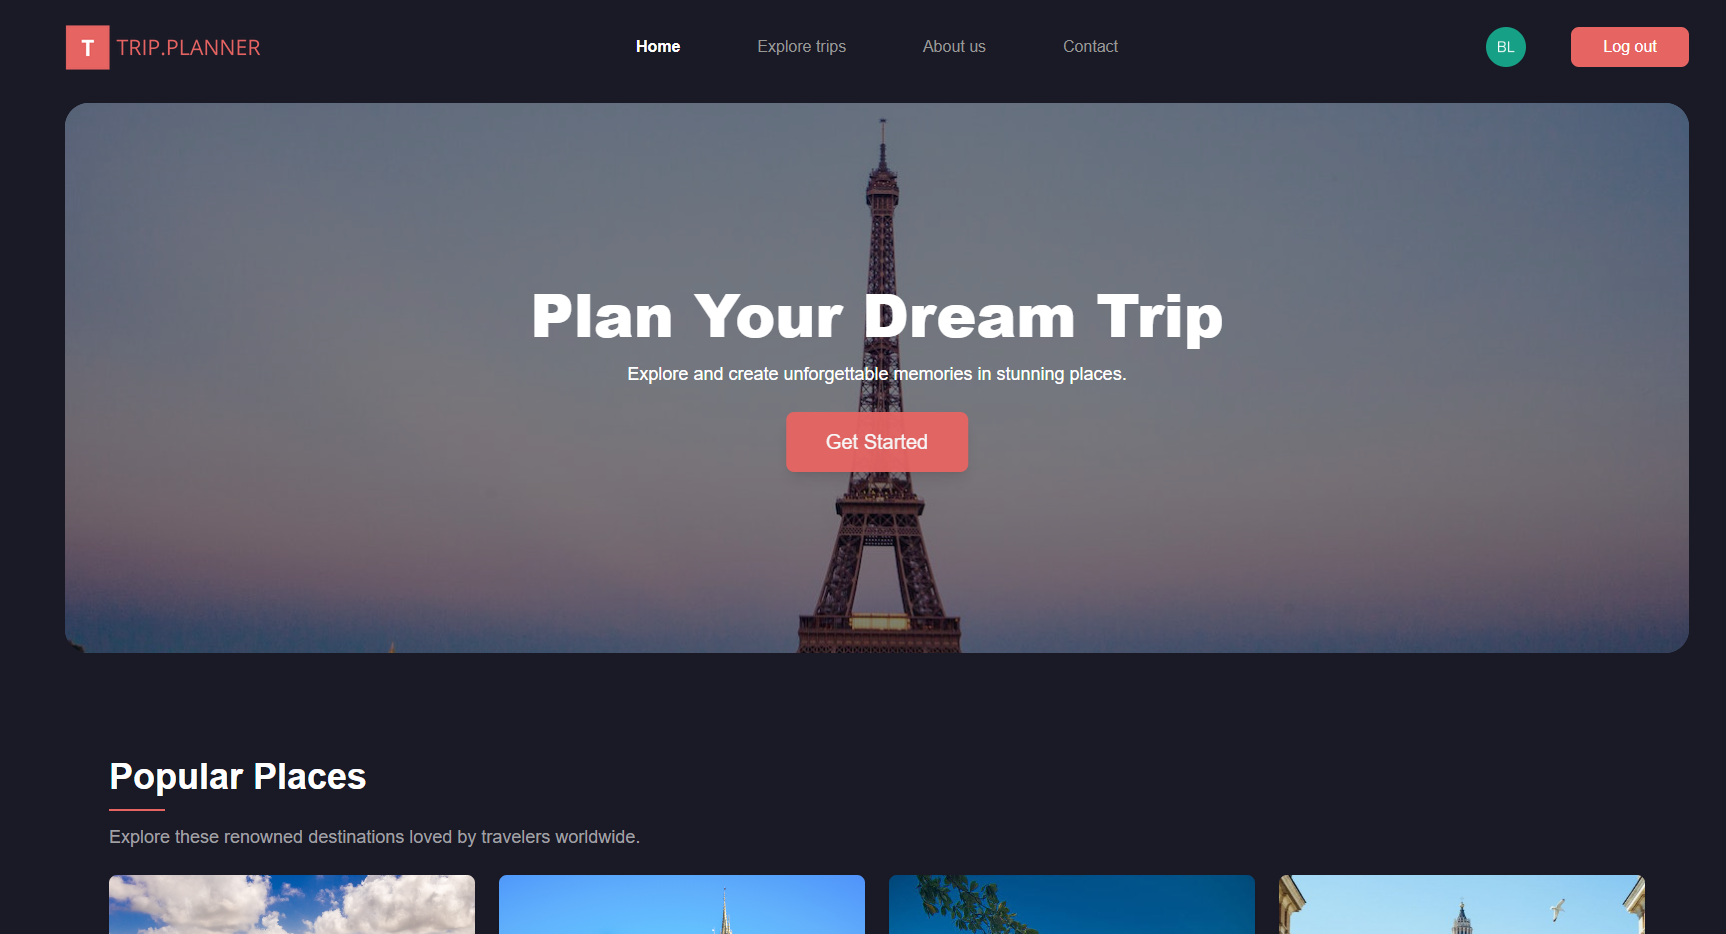 T TRIP.PLANNER
Home Explore trips About us Contact
BL Log out
Plan Your Dream Trip
Explore and create unforgettable memories in stunning places.
Get Started
Popular Places
Explore these renowned destinations loved by travelers worldwide.